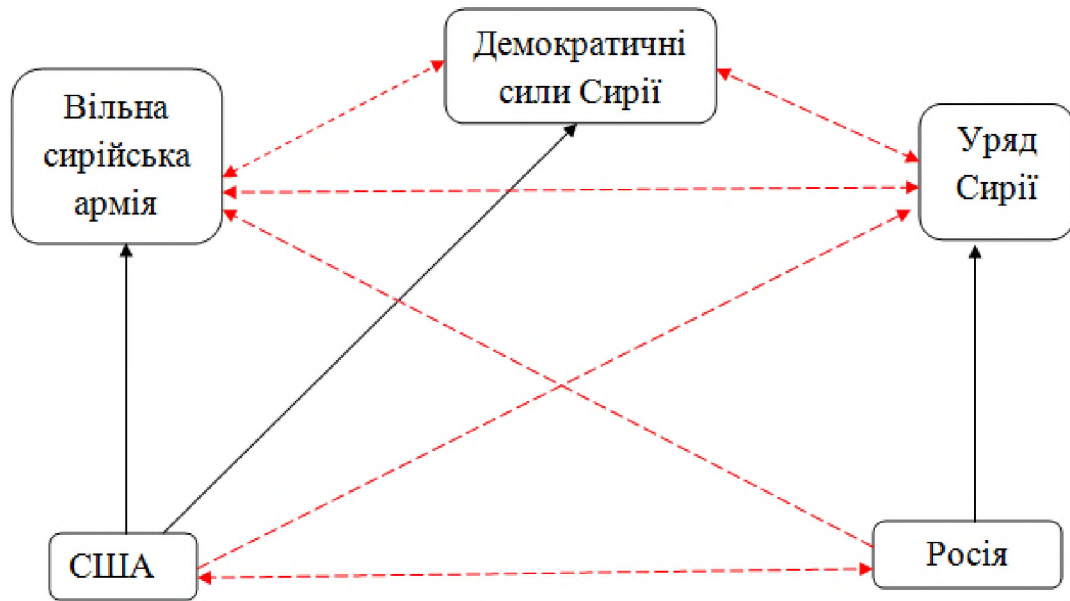 Демократичні
сили Сирії
Вільна
сирійська
армія
Уряд
Сирії
США
Росія